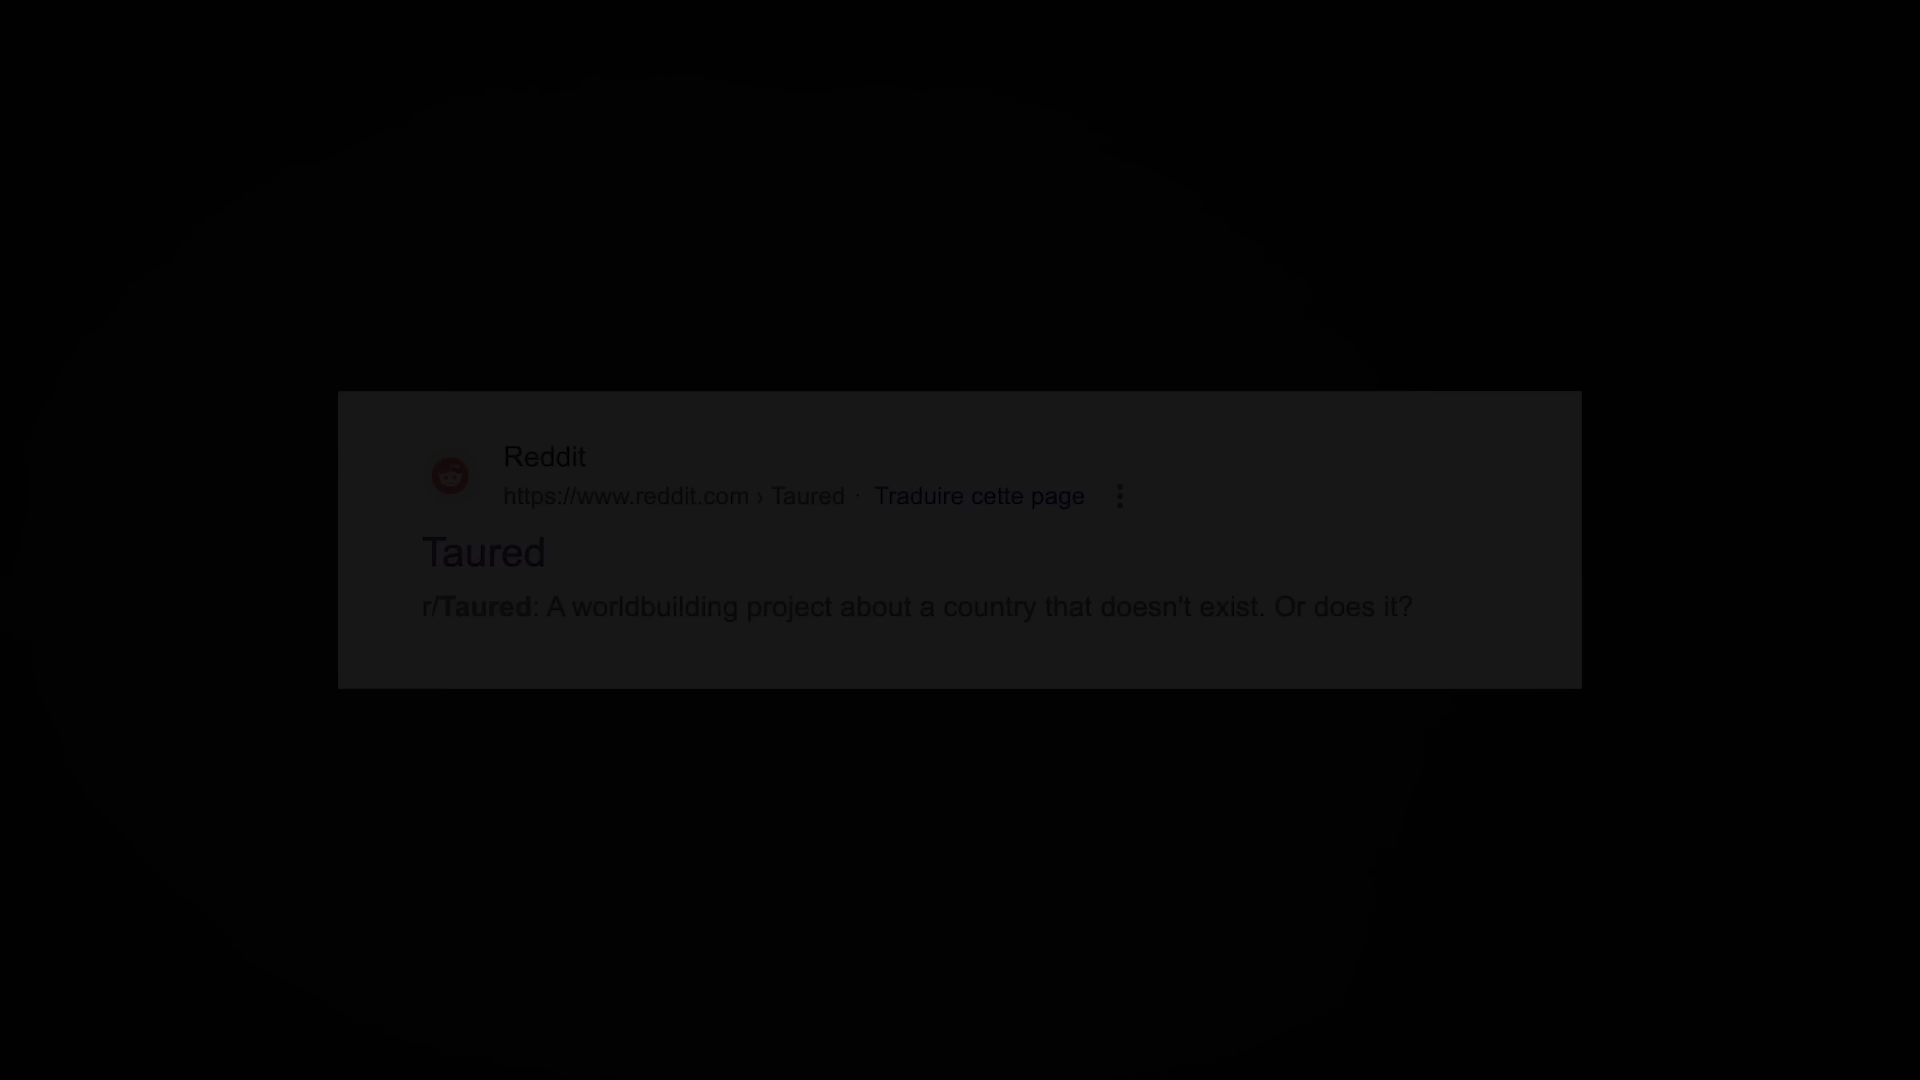 Reddit
https://www.reddit.com › Taured · Traduire cette page
Taured
r/Taured: A worldbuilding project about a country that doesn't exist. Or does it?